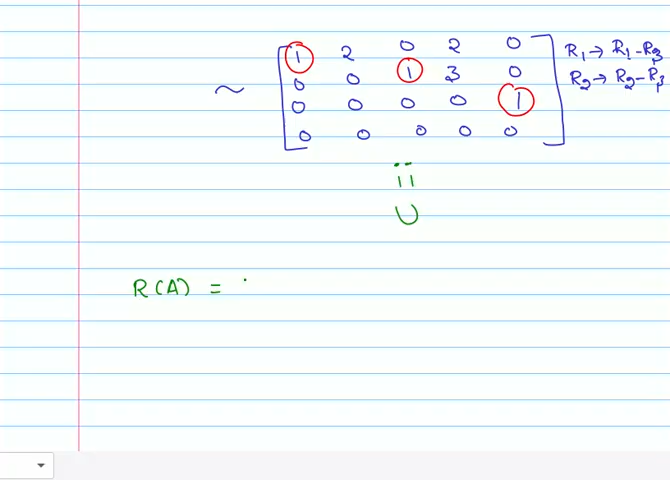 1 2 0 2 0 R1 → R1 - R3
~ 0 0 1 3 0 R2 → R2 - R3
0 0 0 0 1
0 0 0 0 0
R(A) =